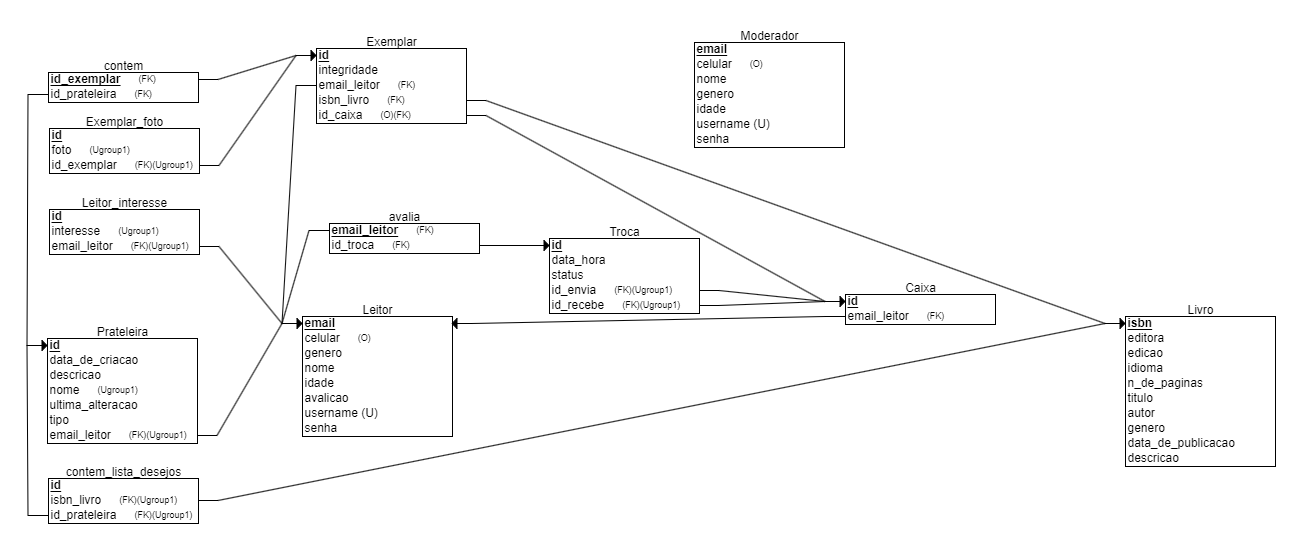 Exemplar
id
integridade
email_leitor (FK)
isbn_livro (FK)
id_caixa (O)(FK)
Moderador
email
celular (O)
nome
genero
idade
username (U)
senha
contem
id_exemplar (FK)
id_prateleira (FK)
Exemplar_foto
id
foto (Ugroup1)
id_exemplar (FK)(Ugroup1)
Leitor_interesse
id
interesse (Ugroup1)
email_leitor (FK)(Ugroup1)
avalia
email_leitor (FK)
id_troca (FK)
Troca
id
data_hora
status
id_envia (FK)(Ugroup1)
id_recebe (FK)(Ugroup1)
Caixa
id
email_leitor (FK)
Leitor
email
celular (O)
genero
nome
idade
avalicao
username (U)
senha
Livro
isbn
editora
edicao
idioma
n_de_paginas
titulo
autor
genero
data_de_publicacao
descricao
Prateleira
id
data_de_criacao
descricao
nome (Ugroup1)
ultima_alteracao
tipo
email_leitor (FK)(Ugroup1)
contem_lista_desejos
id
isbn_livro (FK)(Ugroup1)
id_prateleira (FK)(Ugroup1)